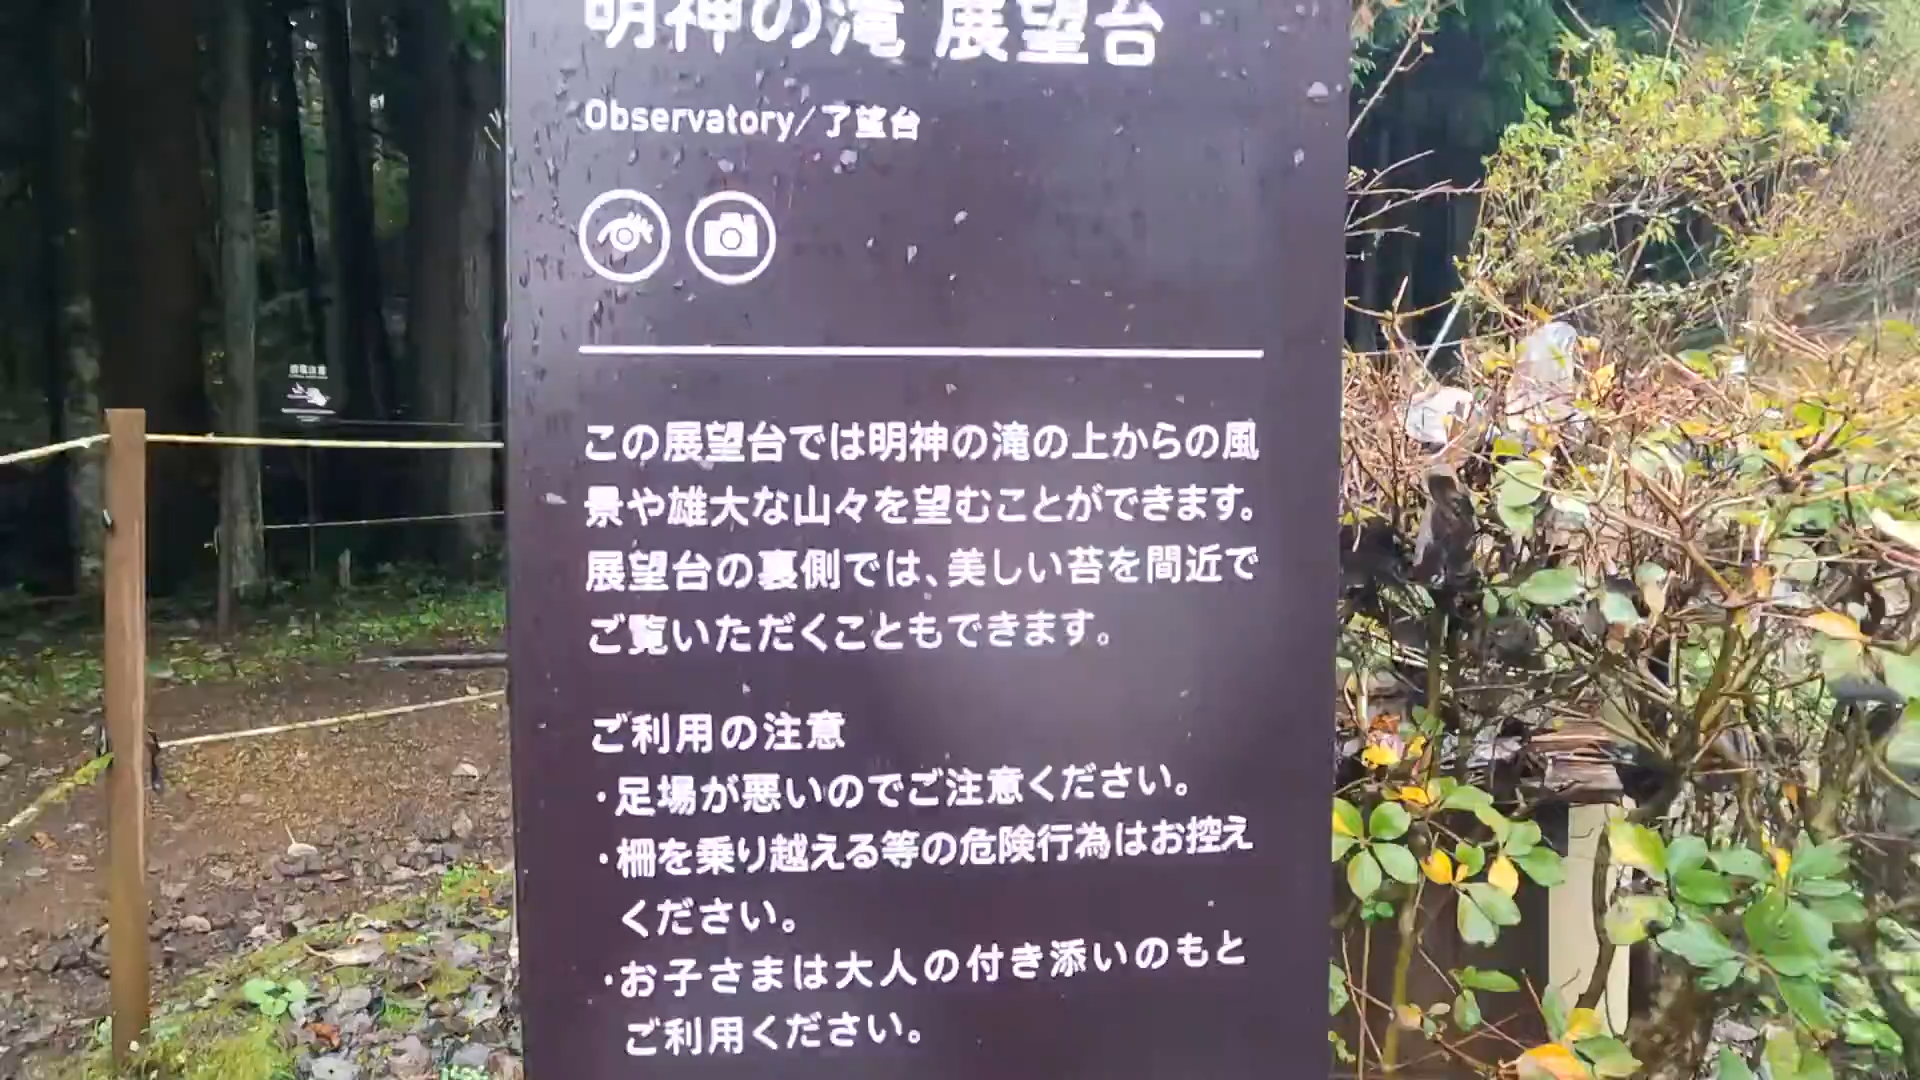 明神の滝 展望台
Observatory/了望台
この展望台では明神の滝の上からの風
景や雄大な山々を望むことができます。
展望台の裏側では、美しい苔を間近で
ご覧いただくこともできます。
ご利用の注意
・足場が悪いのでご注意ください。
・柵を乗り越える等の危険行為はお控え
ください。
・お子さまは大人の付き添いのもと
ご利用ください。